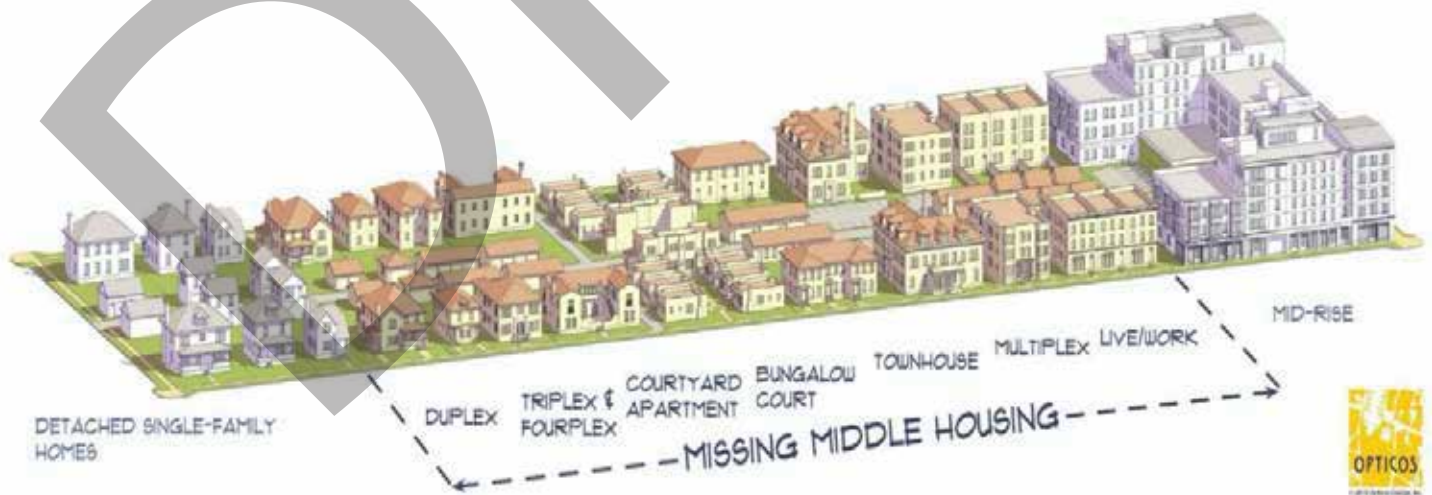 DETACHED SINGLE-FAMILY
HOMES
DUPLEX
TRIPLEX &
FOURPLEX
COURTYARD
APARTMENT
BUNGALOW
COURT
TOWNHOUSE
MULTIPLEX
LIVE/WORK
MID-RISE
MISSING MIDDLE HOUSING
OPTICOS